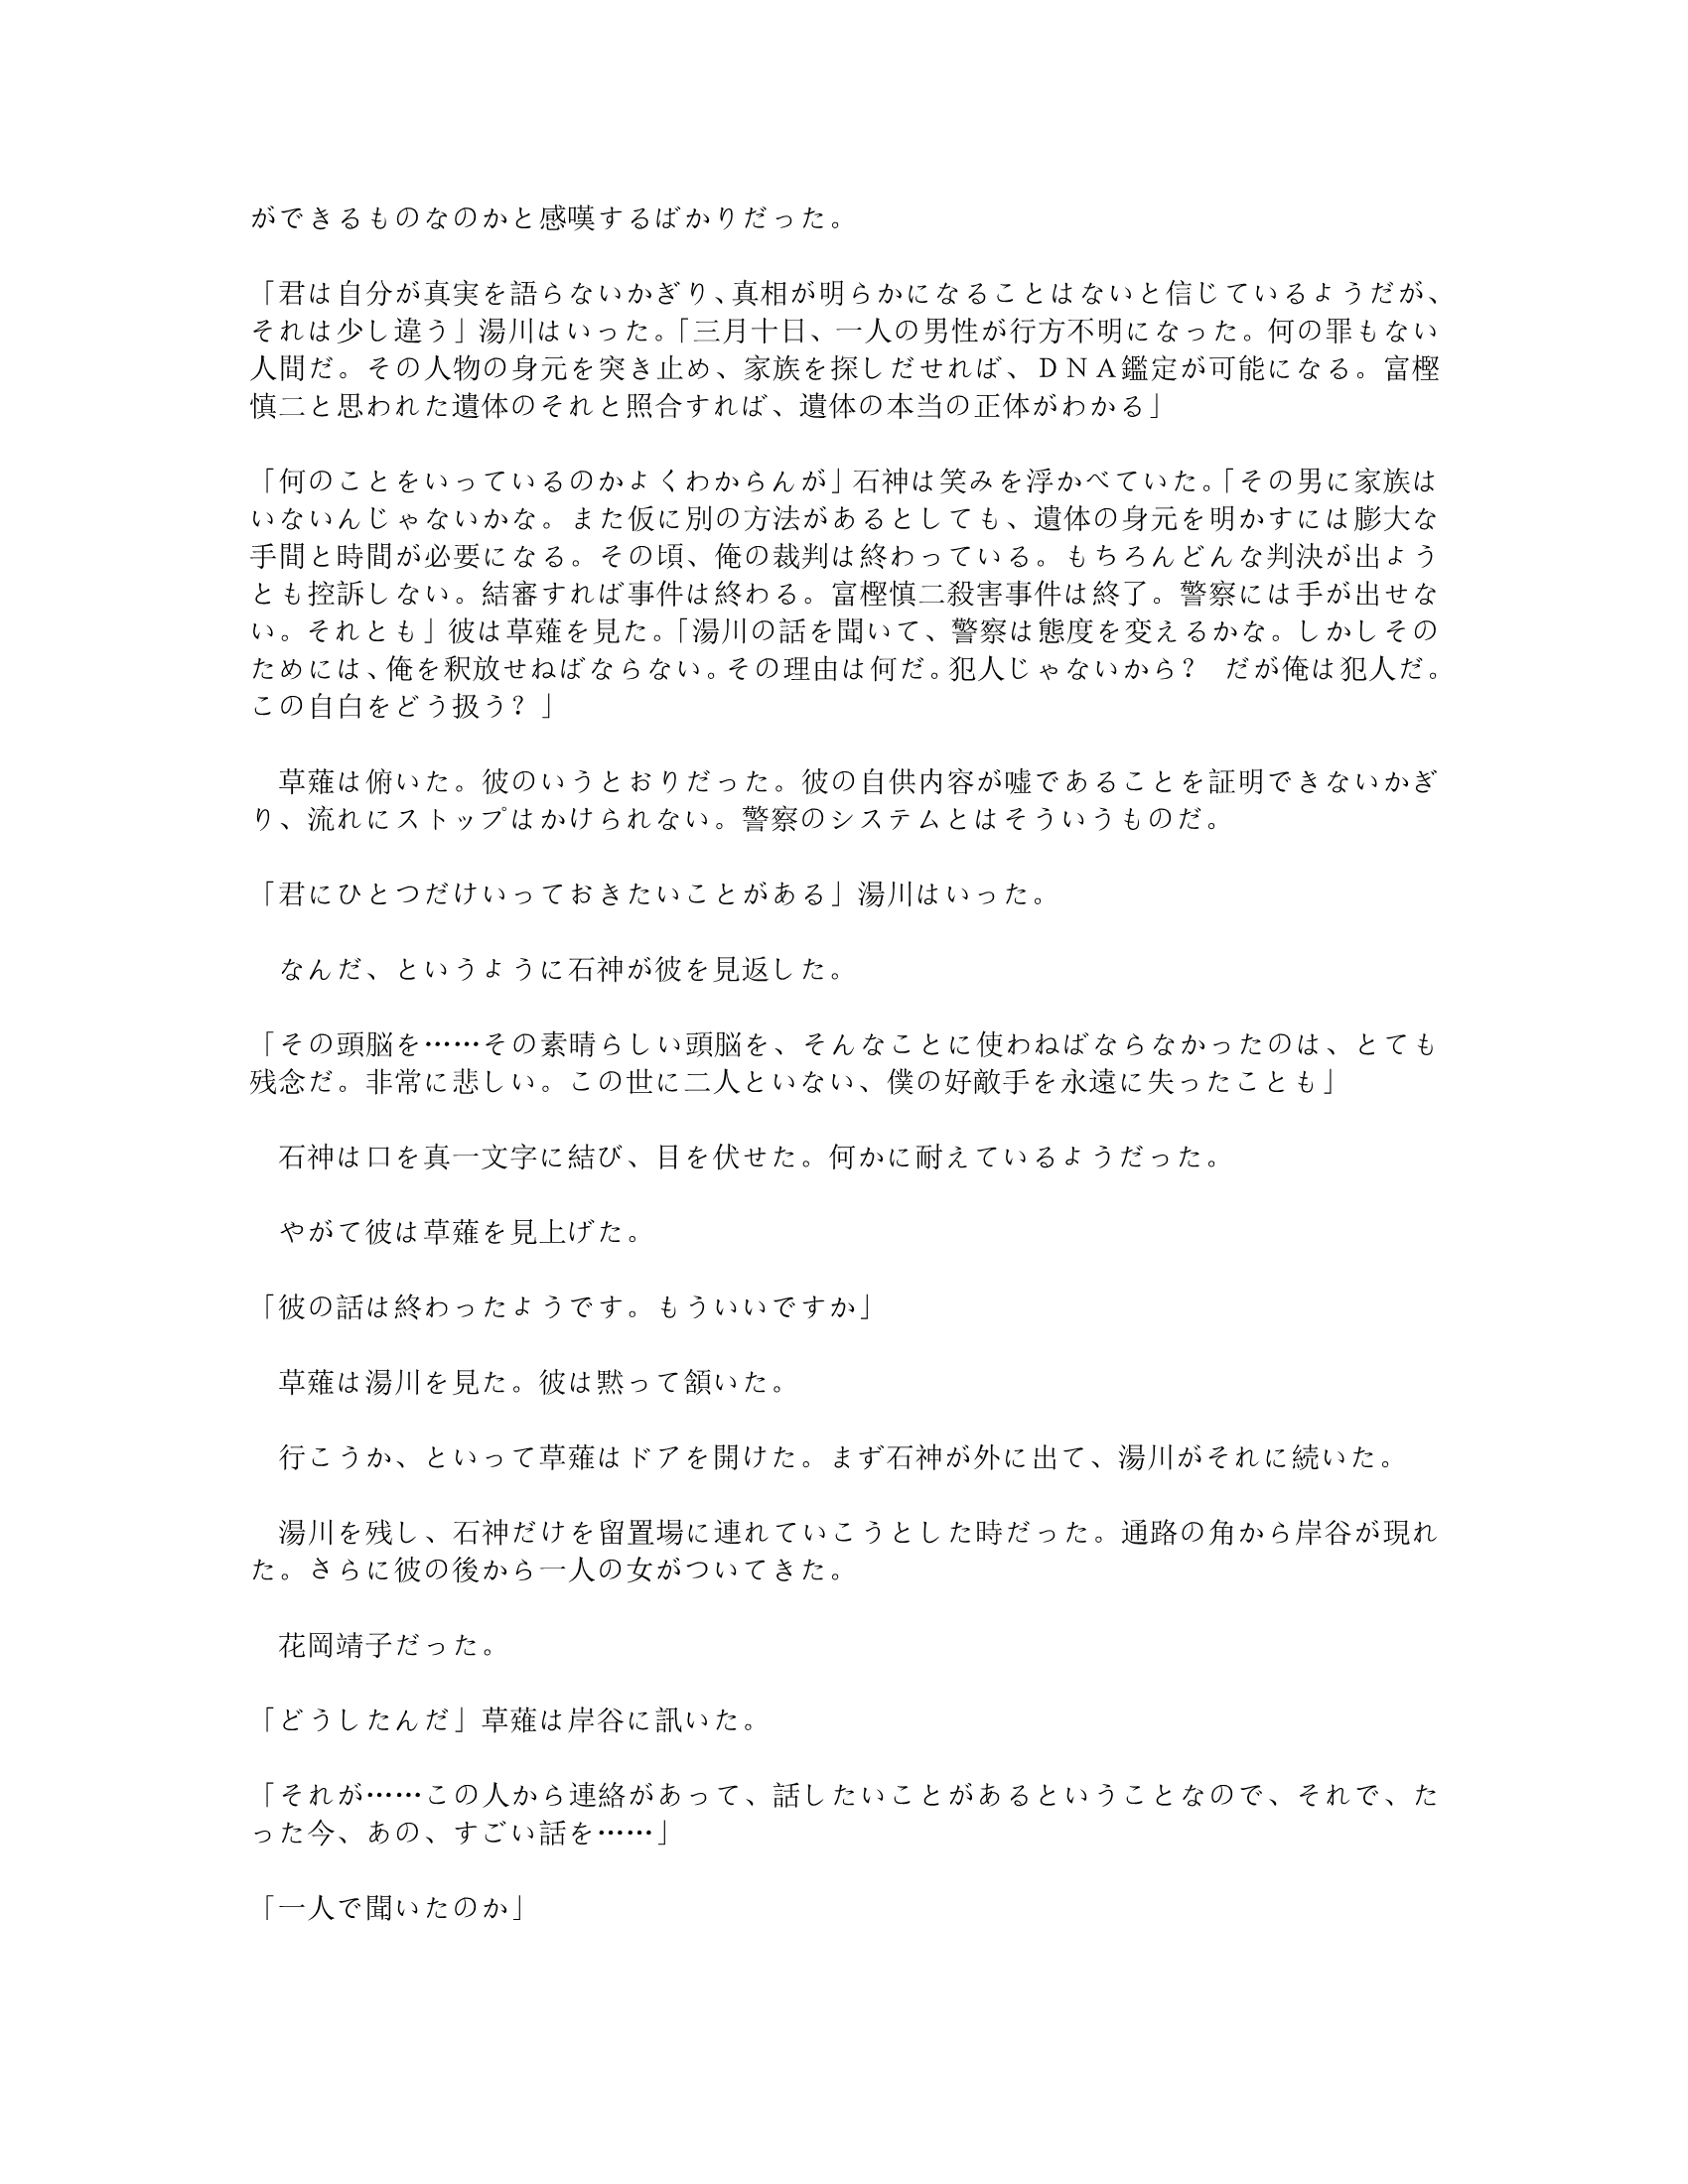 ができるものなのかと感嘆するばかりだった。
「君は自分が真実を語らないかぎり、真相が明らかになることはないと信じているようだが、
それは少し違う」湯川はいった。「三月十日、一人の男性が行方不明になった。何の罪もない
人間だ。その人物の身元を突き止め、家族を探しだせれば、ＤＮＡ鑑定が可能になる。富樫
慎二と思われた遺体のそれと照合すれば、遺体の本当の正体がわかる」
「何のことをいっているのかよくわからんが」石神は笑みを浮かべていた。「その男に家族は
いないんじゃないかな。また仮に別の方法があるとしても、遺体の身元を明かすには膨大な
手間と時間が必要になる。その頃、俺の裁判は終わっている。もちろんどんな判決が出よう
とも控訴しない。結審すれば事件は終わる。富樫慎二殺害事件は終了。警察には手が出せな
い。それとも」彼は草薙を見た。「湯川の話を聞いて、警察は態度を変えるかな。しかしその
ためには、俺を釈放せねばならない。その理由は何だ。犯人じゃないから？　だが俺は犯人だ。
この自白をどう扱う？」
　草薙は俯いた。彼のいうとおりだった。彼の自供内容が嘘であることを証明できないかぎ
り、流れにストップはかけられない。警察のシステムとはそういうものだ。
「君にひとつだけいっておきたいことがある」湯川はいった。
　なんだ、というように石神が彼を見返した。
「その頭脳を……その素晴らしい頭脳を、そんなことに使わねばならなかったのは、とても
残念だ。非常に悲しい。この世に二人といない、僕の好敵手を永遠に失ったことも」
　石神は口を真一文字に結び、目を伏せた。何かに耐えているようだった。
　やがて彼は草薙を見上げた。
「彼の話は終わったようです。もういいですか」
　草薙は湯川を見た。彼は黙って頷いた。
　行こうか、といって草薙はドアを開けた。まず石神が外に出て、湯川がそれに続いた。
　湯川を残し、石神だけを留置場に連れていこうとした時だった。通路の角から岸谷が現れ
た。さらに彼の後から一人の女がついてきた。
　花岡靖子だった。
「どうしたんだ」草薙は岸谷に訊いた。
「それが……この人から連絡があって、話したいことがあるということなので、それで、た
った今、あの、すごい話を……」
「一人で聞いたのか」